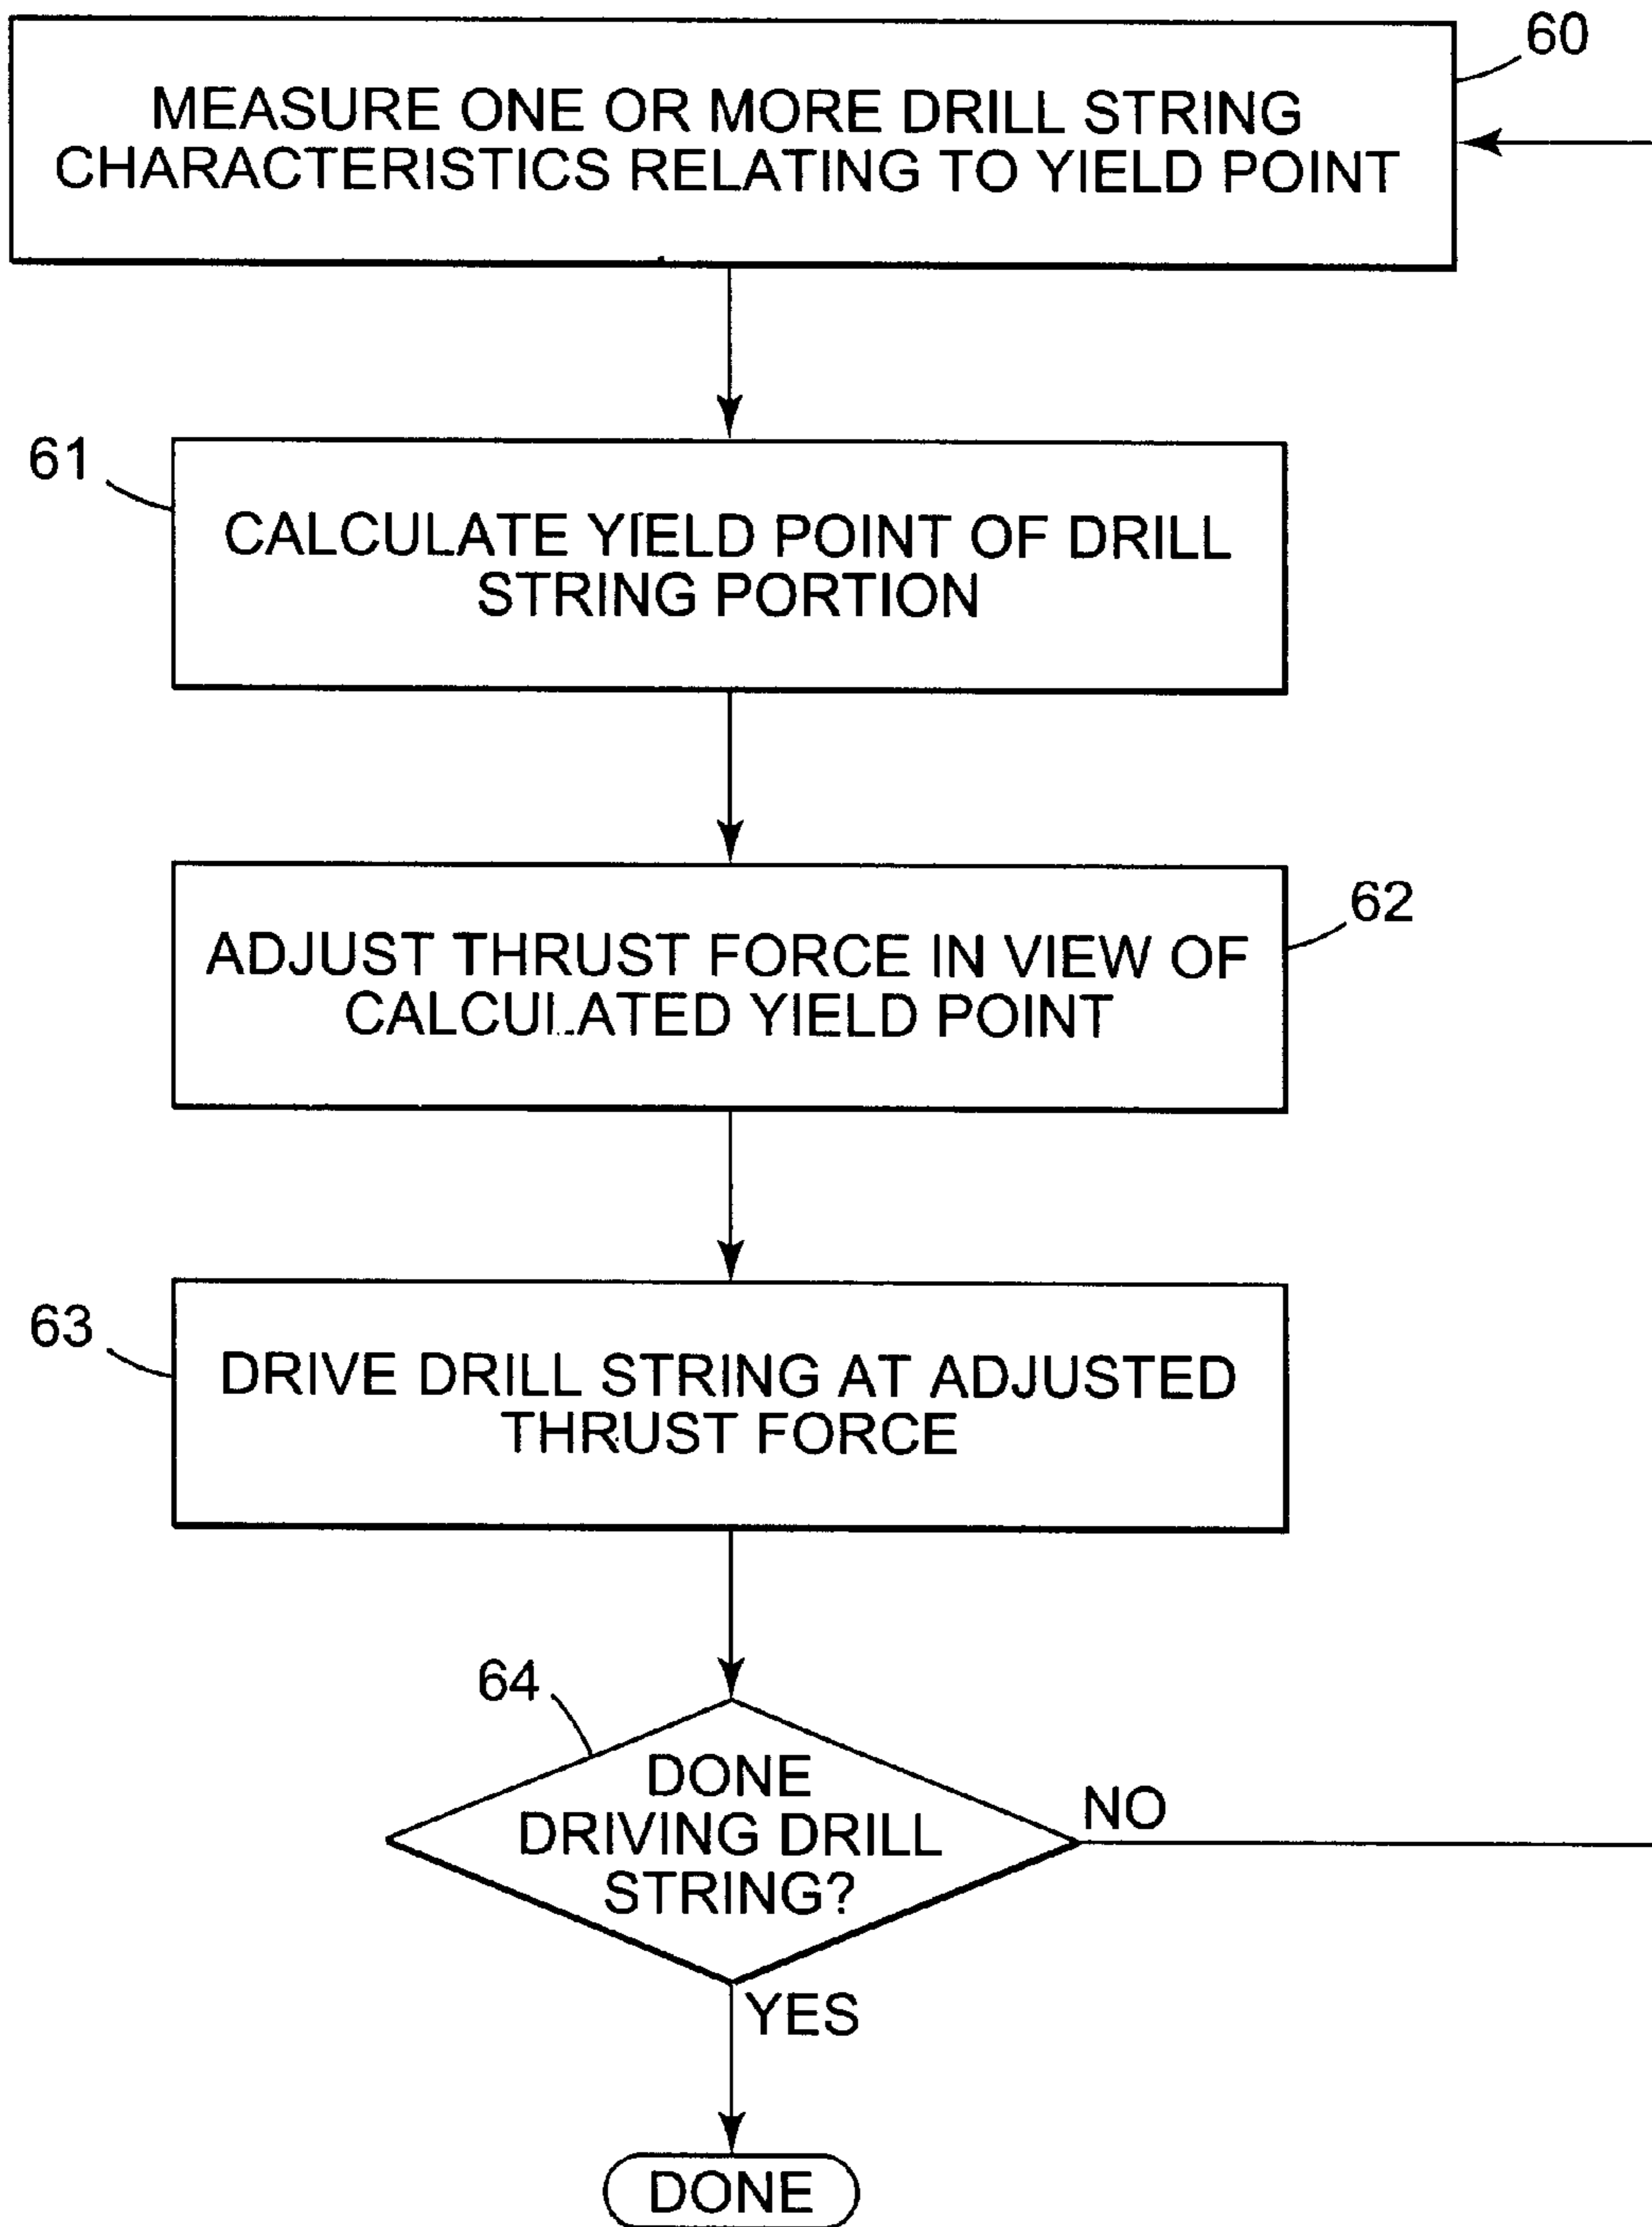 60
MEASURE ONE OR MORE DRILL STRING
CHARACTERISTICS RELATING TO YIELD POINT
61
CALCULATE YIELD POINT OF DRILL
STRING PORTION
62
ADJUST THRUST FORCE IN VIEW OF
CALCULATED YIELD POINT
63
DRIVE DRILL STRING AT ADJUSTED
THRUST FORCE
64
DONE
DRIVING DRILL
STRING?
NO
YES
DONE